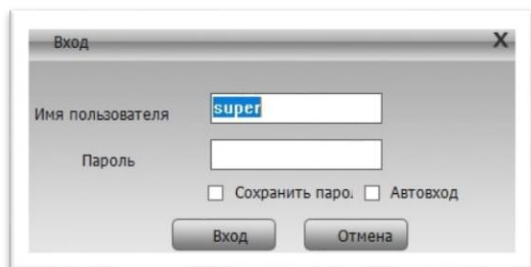 Вход X
Имя пользователя super
Пароль
Сохранить паро. Автовход
Вход Отмена